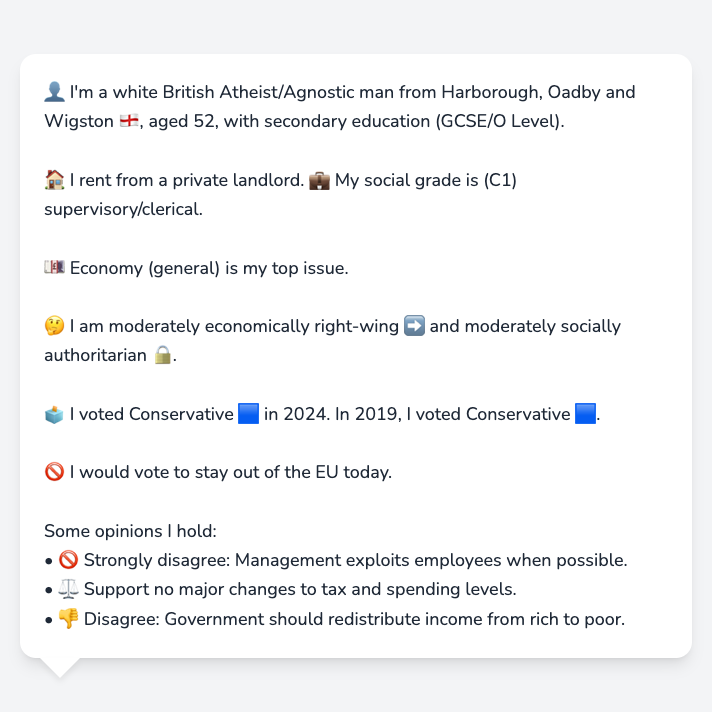 👤 I'm a white British Atheist/Agnostic man from Harborough, Oadby and
Wigston 🏴󠁧󠁢󠁥󠁮󠁧󠁿, aged 52, with secondary education (GCSE/O Level).
🏠 I rent from a private landlord. 💼 My social grade is (C1)
supervisory/clerical.
💷 Economy (general) is my top issue.
🤔 I am moderately economically right-wing ➡️ and moderately socially
authoritarian 🔒.
🗳️ I voted Conservative 🟦 in 2024. In 2019, I voted Conservative 🟦.
🚫 I would vote to stay out of the EU today.
Some opinions I hold:
• 🚫 Strongly disagree: Management exploits employees when possible.
• ⚖️ Support no major changes to tax and spending levels.
• 👎 Disagree: Government should redistribute income from rich to poor.